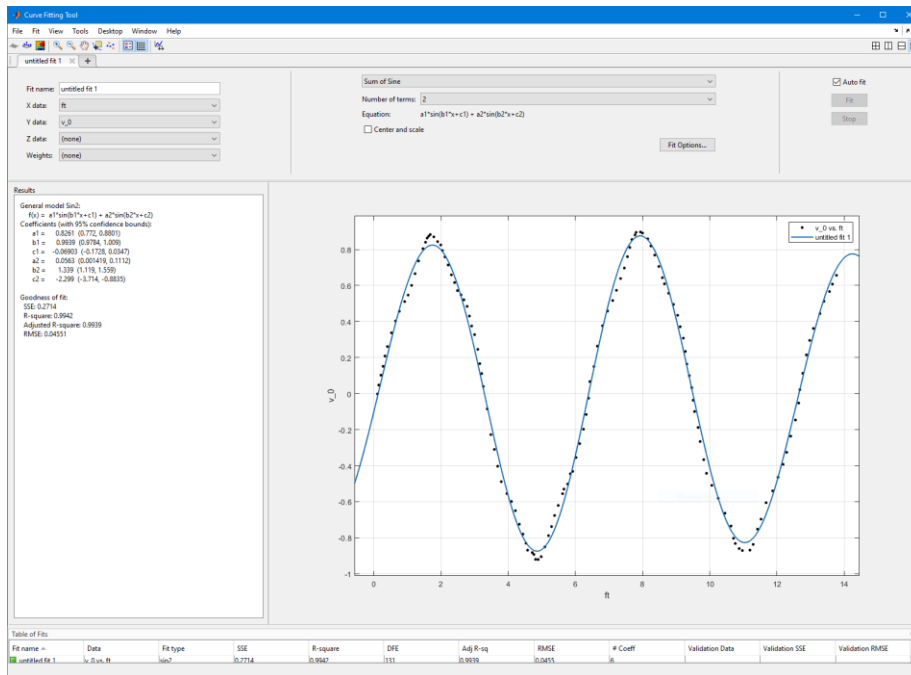 Curve Fitting Tool
File Fit View Tools Desktop Window Help
untitled fit 1
Fit name: untitled fit 1
X data: ft
Y data: v_0
Z data: (none)
Weights: (none)
Sum of Sine
Number of terms: 2
Equation: a1*sin(b1*x+c1) + a2*sin(b2*x+c2)
Center and scale
Fit Options...
Auto fit
Fit
Stop
Results
General model Sin2:
f(x) = a1*sin(b1*x+c1) + a2*sin(b2*x+c2)
Coefficients (with 95% confidence bounds):
a1 = 0.8261 (0.772, 0.8801)
b1 = 0.9939 (0.9784, 1.009)
c1 = -0.06903 (-0.1728, 0.0347)
a2 = 0.0563 (0.001419, 0.1112)
b2 = 1.339 (1.119, 1.559)
c2 = -2.299 (-3.714, -0.8835)
Goodness of fit:
SSE: 0.2714
R-square: 0.9942
Adjusted R-square: 0.9939
RMSE: 0.04551
v_0 vs. ft
untitled fit 1
0.8
0.6
0.4
0.2
0
-0.2
-0.4
-0.6
-0.8
-1
v_0
0 2 4 6 8 10 12 14
ft
Table of Fits
Fit name Data Fit type SSE R-square DFE Adj R-sq RMSE # Coeff Validation Data Validation SSE Validation RMSE
untitled fit 1 v_0 vs. ft sin2 0.2714 0.9942 131 0.9939 0.0455 6